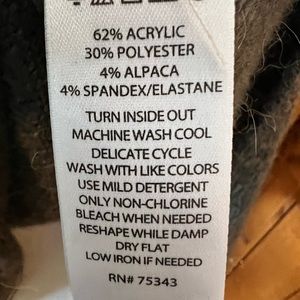 62% ACRYLIC
30% POLYESTER
4% ALPACA
4% SPANDEX/ELASTANE
TURN INSIDE OUT
MACHINE WASH COOL
DELICATE CYCLE
WASH WITH LIKE COLORS
USE MILD DETERGENT
ONLY NON-CHLORINE
BLEACH WHEN NEEDED
RESHAPE WHILE DAMP
DRY FLAT
LOW IRON IF NEEDED
RN# 75343